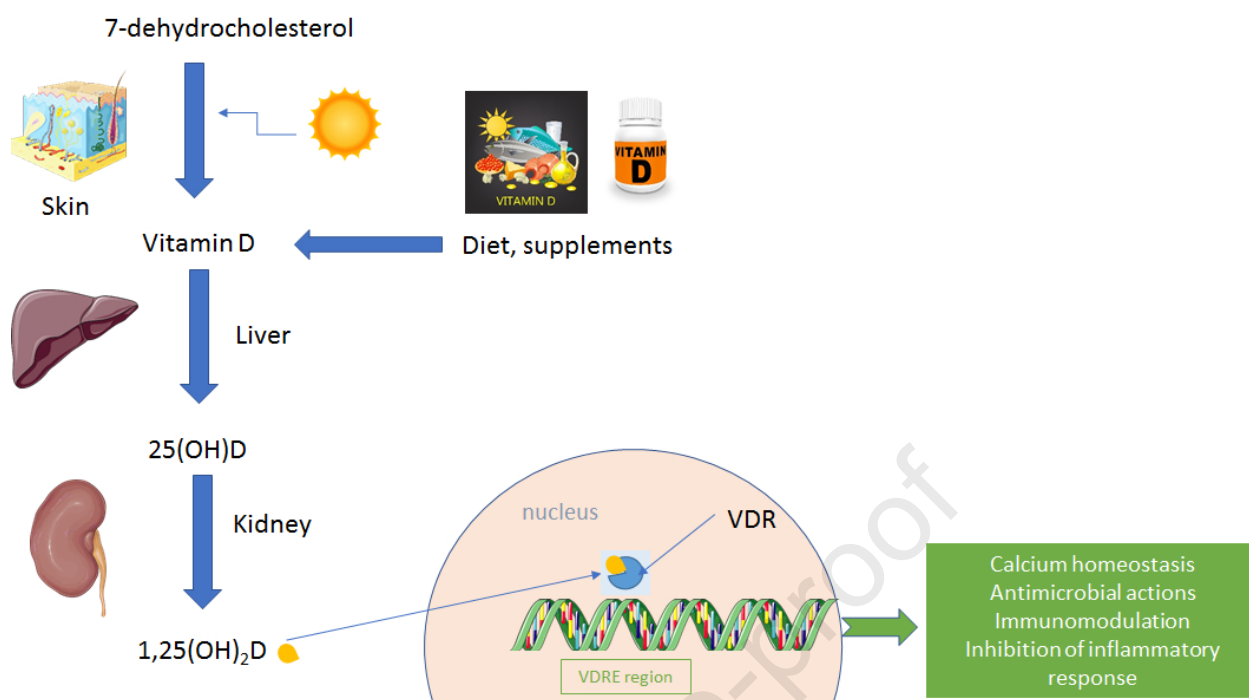 7-dehydrocholesterol
Skin
VITAMIN D
VITAMIN
D
Vitamin D
Diet, supplements
Liver
25(OH)D
Kidney
nucleus
VDR
1,25(OH)₂D
VDRE region
Calcium homeostasis
Antimicrobial actions
Immunomodulation
Inhibition of inflammatory
response
-proof